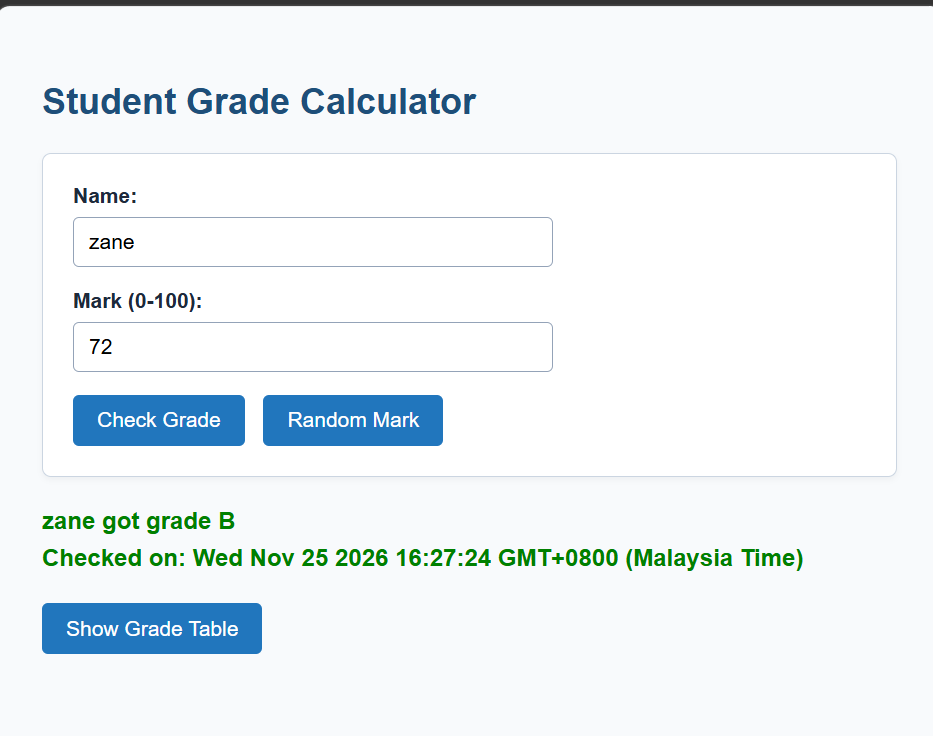 Student Grade Calculator
Name:
zane
Mark (0-100):
72
Check Grade Random Mark
zane got grade B
Checked on: Wed Nov 25 2026 16:27:24 GMT+0800 (Malaysia Time)
Show Grade Table